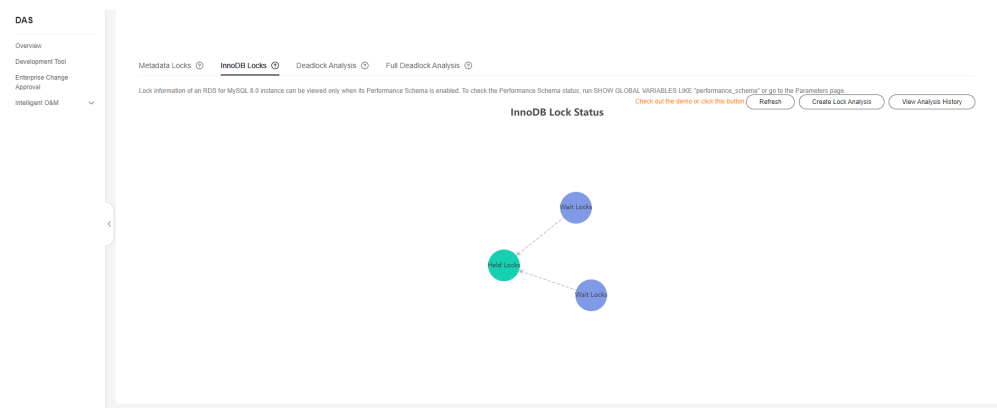 DAS
Overview
Development Tool
Enterprise Change
Approval
Intelligent O&M
Metadata Locks
InnoDB Locks
Deadlock Analysis
Full Deadlock Analysis
Lock information of an RDS for MySQL 8.0 instance can be viewed only when its Performance Schema is enabled. To check the Performance Schema status, run SHOW GLOBAL VARIABLES LIKE "performance_schema" or go to the Parameters page.
Check out the demo or click this button
Refresh
Create Lock Analysis
View Analysis History
InnoDB Lock Status
Wait Locks
Held Locks
Wait Locks